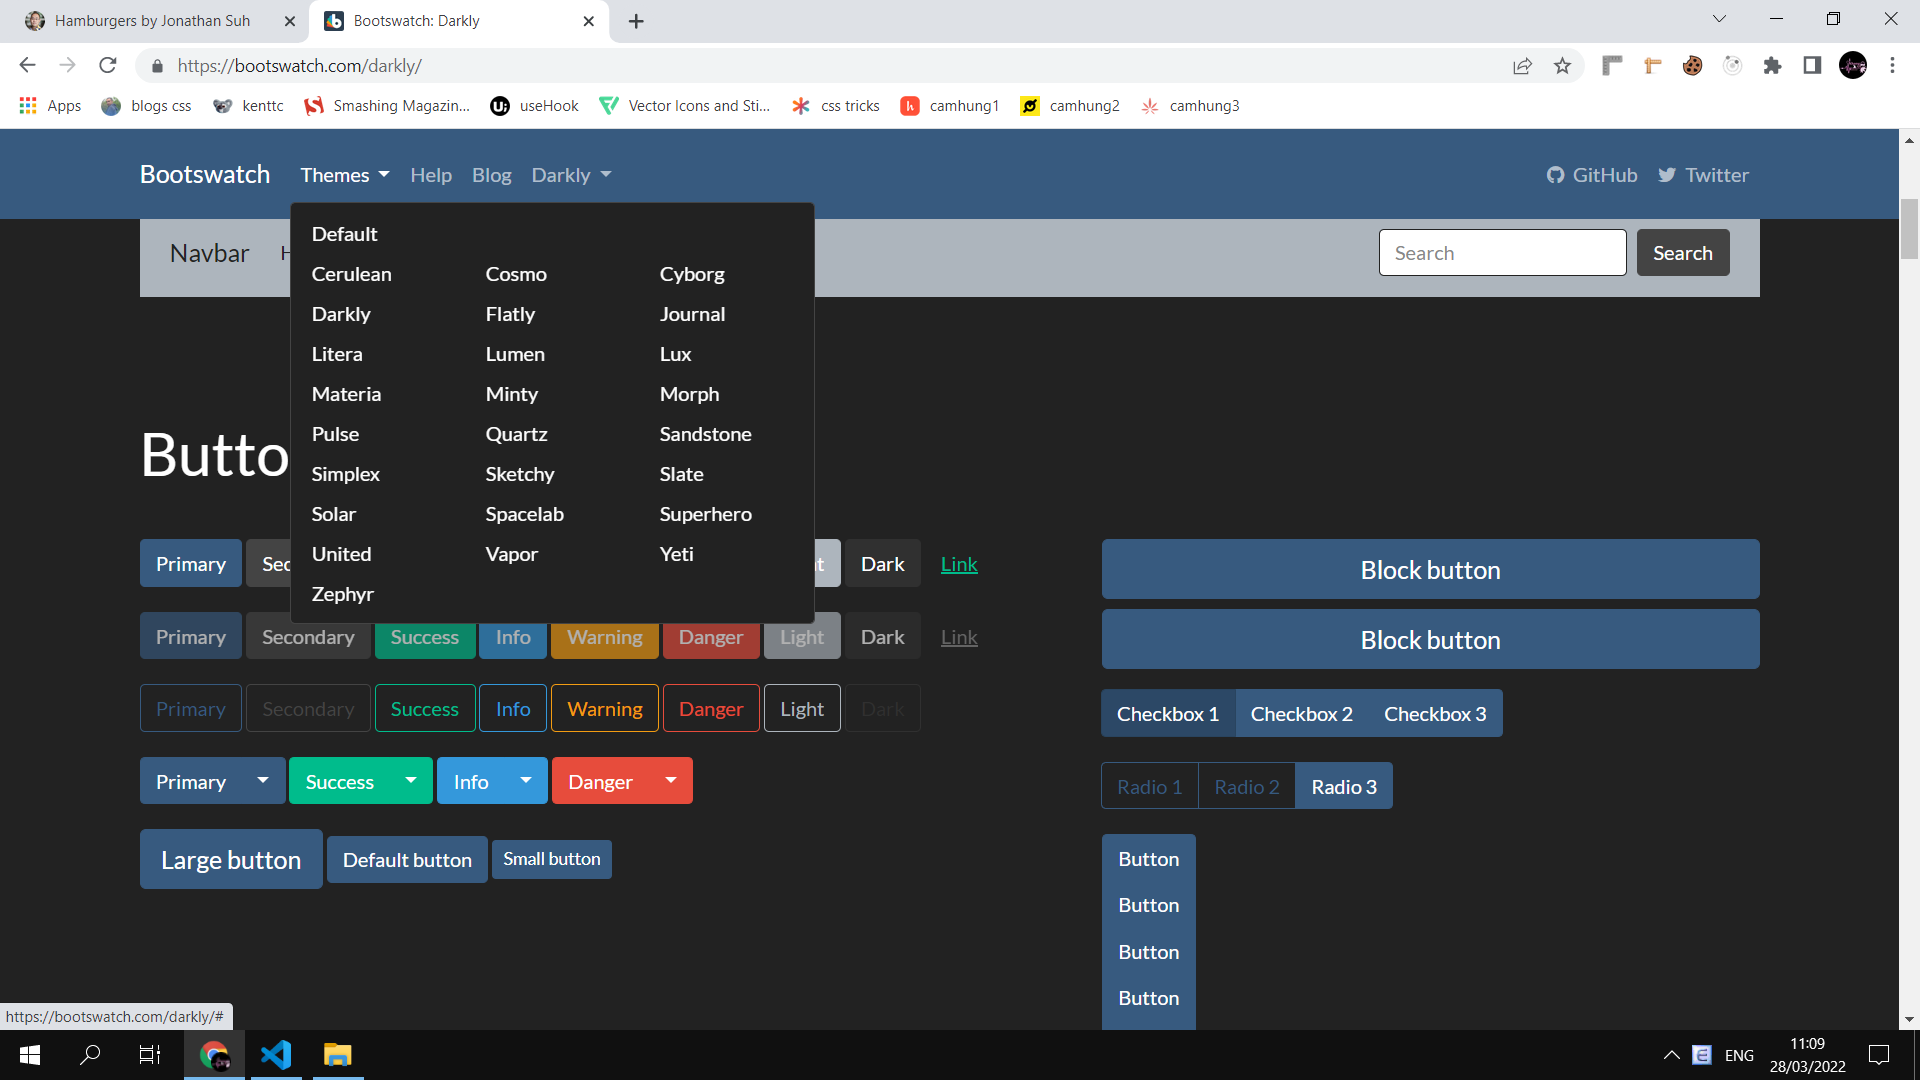 Hamburgers by Jonathan Suh
Bootswatch: Darkly
https://bootswatch.com/darkly/
Apps blogs css kenttc Smashing Magazin... useHook Vector Icons and Sti... css tricks camhung1 camhung2 camhung3
Bootswatch Themes Help Blog Darkly GitHub Twitter
Default
Navbar H Search Search
Cerulean Cosmo Cyborg
Darkly Flatly Journal
Litera Lumen Lux
Materia Minty Morph
Pulse Quartz Sandstone
Butto
Simplex Sketchy Slate
Solar Spacelab Superhero
United Vapor Yeti
Primary Sec t Dark Link Block button
Zephyr
Primary Secondary Success Info Warning Danger Light Dark Link Block button
Primary Secondary Success Info Warning Danger Light Dark Checkbox 1 Checkbox 2 Checkbox 3
Primary Success Info Danger Radio 1 Radio 2 Radio 3
Large button Default button Small button Button
Button
Button
Button
https://bootswatch.com/darkly/#
ENG 11:09
28/03/2022